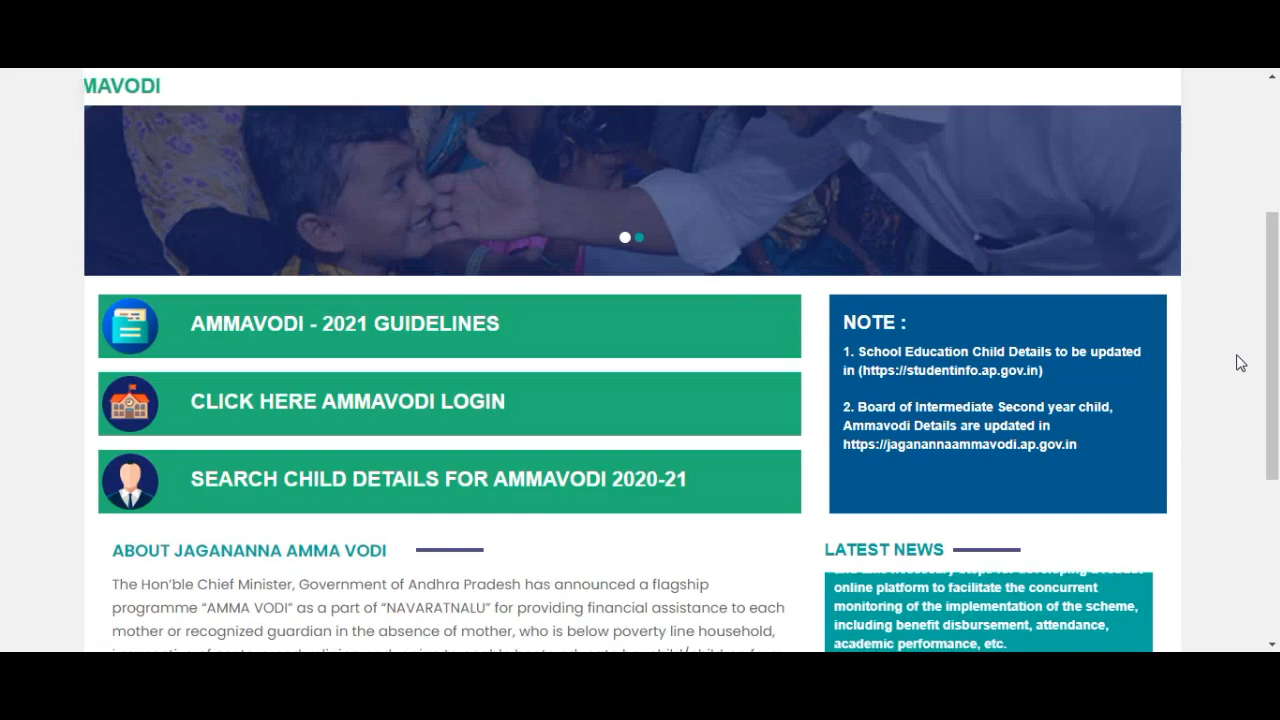 MAVODI
AMMAVODI - 2021 GUIDELINES
CLICK HERE AMMAVODI LOGIN
SEARCH CHILD DETAILS FOR AMMAVODI 2020-21
NOTE :
1. School Education Child Details to be updated
in (https://studentinfo.ap.gov.in)
2. Board of Intermediate Second year child,
Ammavodi Details are updated in
https://jaganannaammavodi.ap.gov.in
ABOUT JAGANANNA AMMA VODI
The Hon’ble Chief Minister, Government of Andhra Pradesh has announced a flagship
programme “AMMA VODI” as a part of “NAVARATNALU” for providing financial assistance to each
mother or recognized guardian in the absence of mother, who is below poverty line household,
LATEST NEWS
online platform to facilitate the concurrent
monitoring of the implementation of the scheme,
including benefit disbursement, attendance,
academic performance, etc.